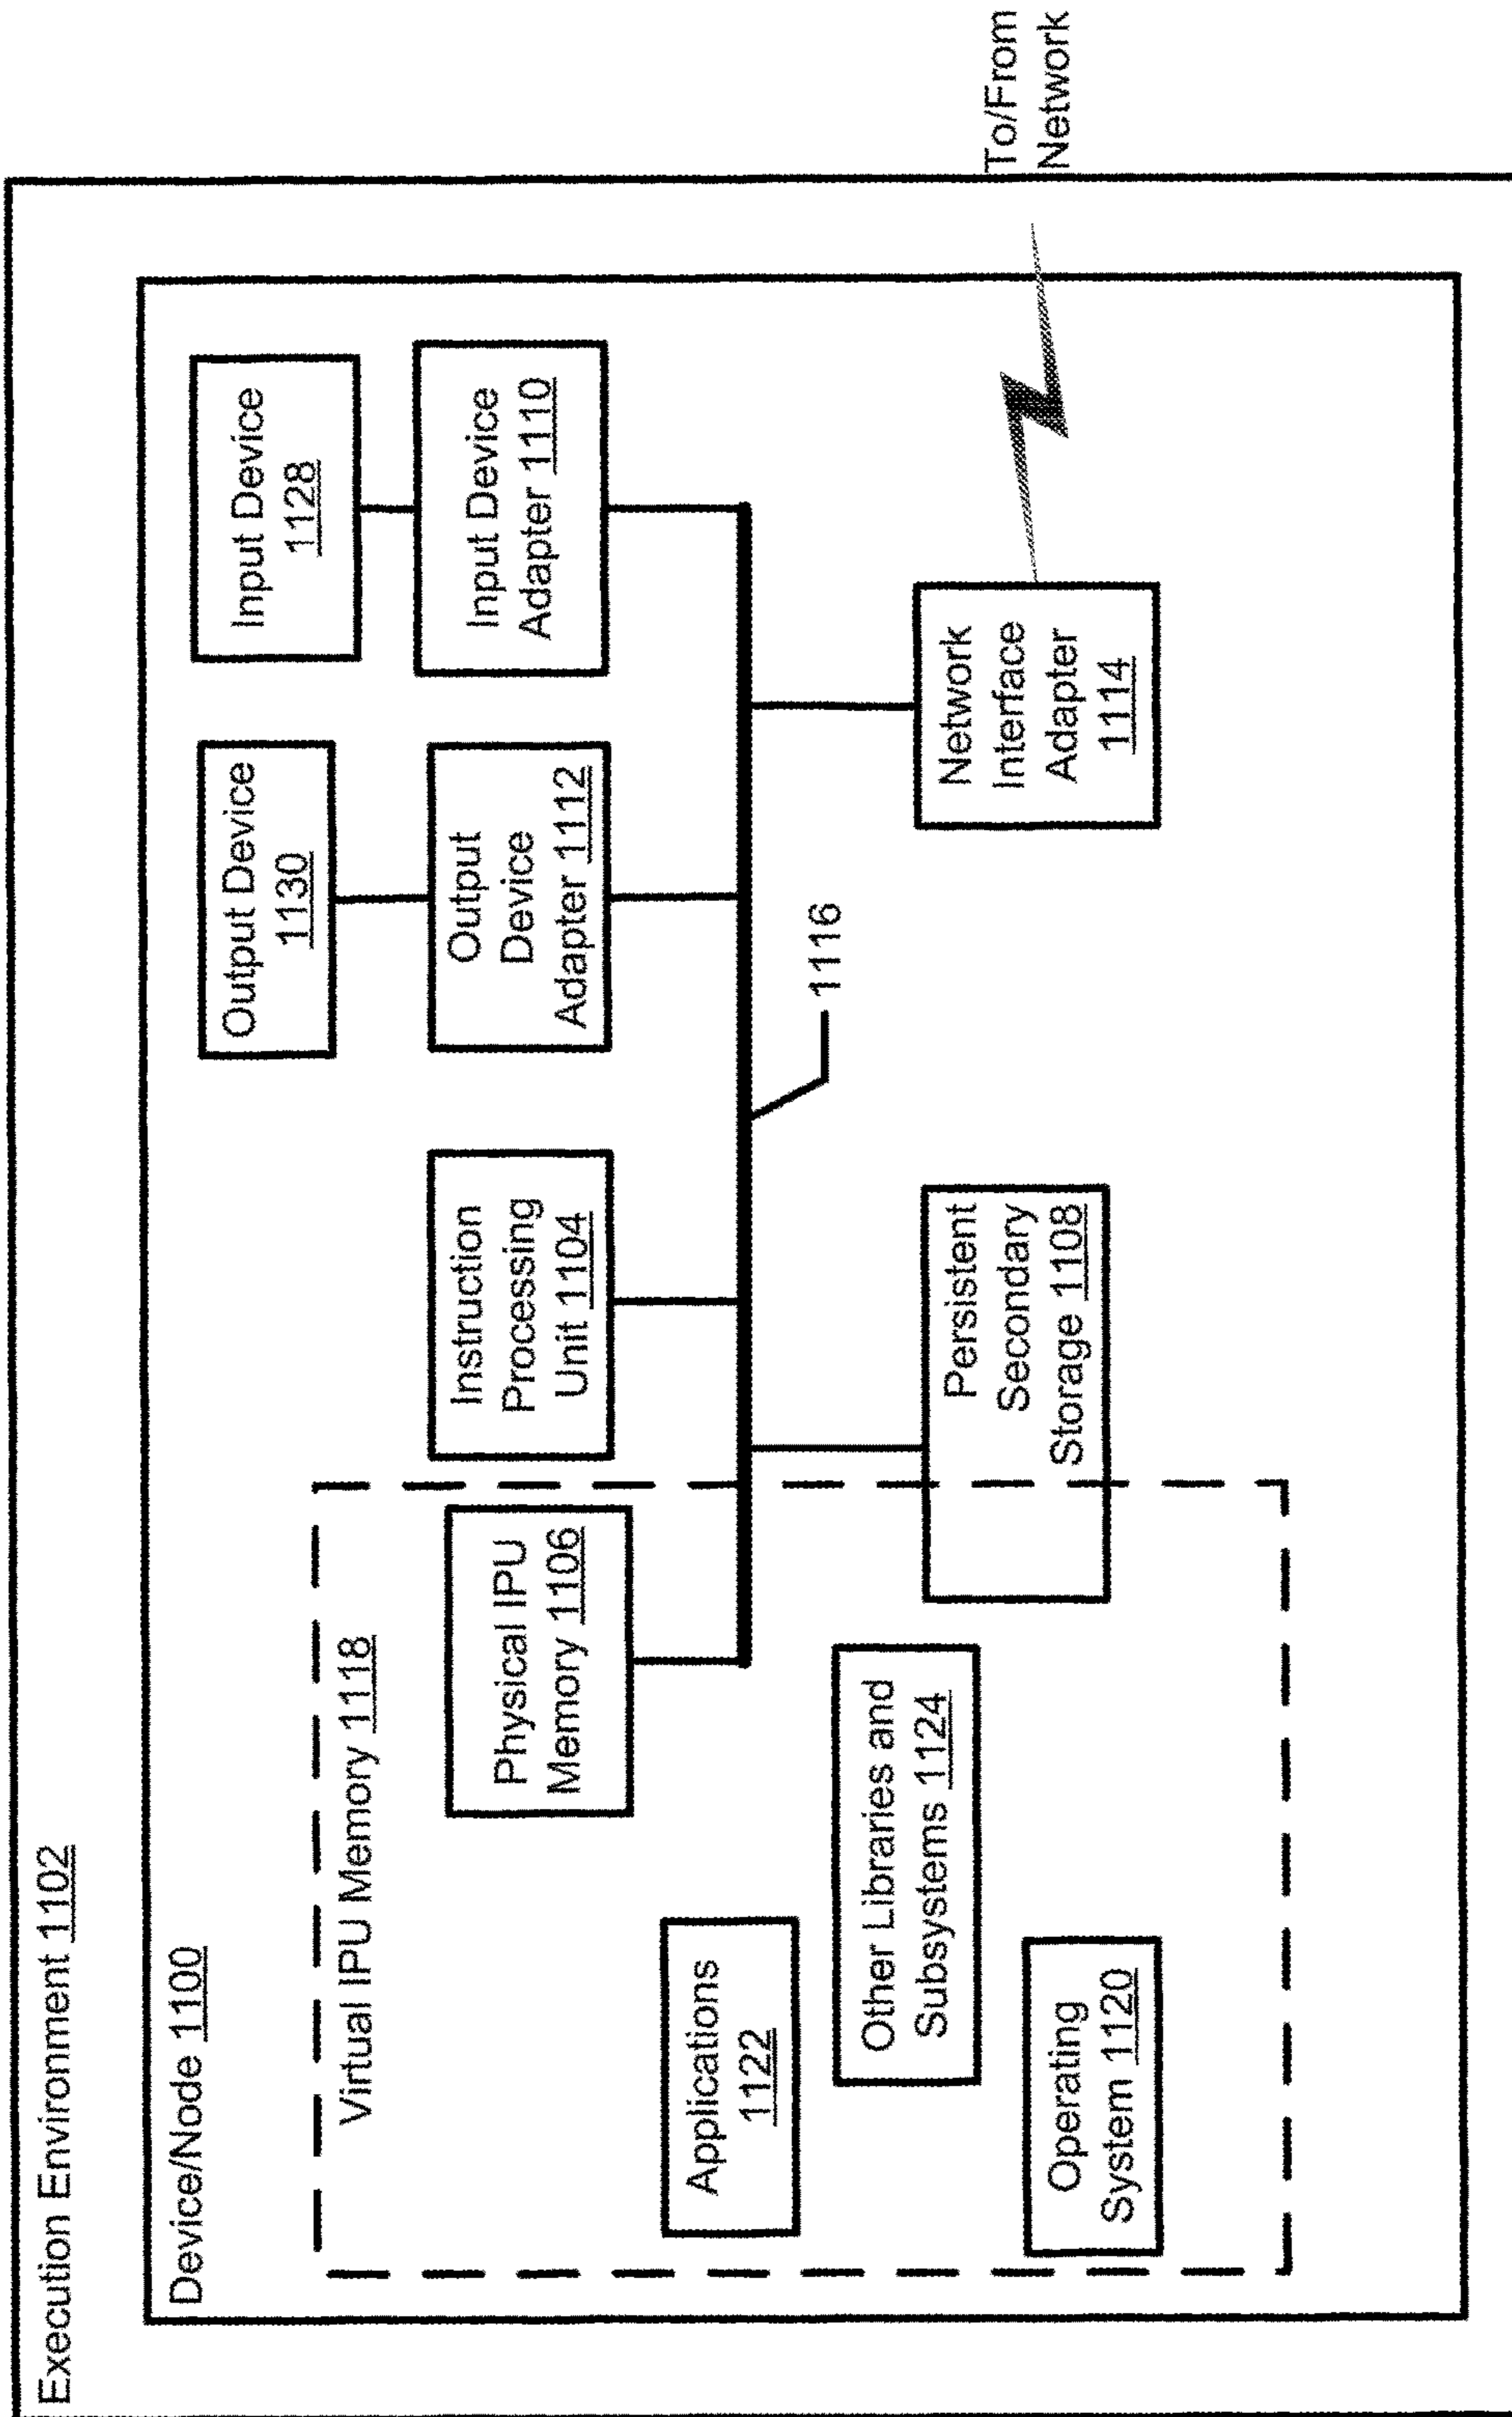 Execution Environment 1102
Device/Node 1100
Virtual IPU Memory 1118
Physical IPU
Memory 1106
Instruction
Processing
Unit 1104
Output Device
1130
Output
Device
Adapter 1112
Input Device
1128
Input Device
Adapter 1110
Applications
1122
Other Libraries and
Subsystems 1124
Operating
System 1120
1116
Persistent
Secondary
Storage 1108
Network
Interface
Adapter
1114
To/From
Network